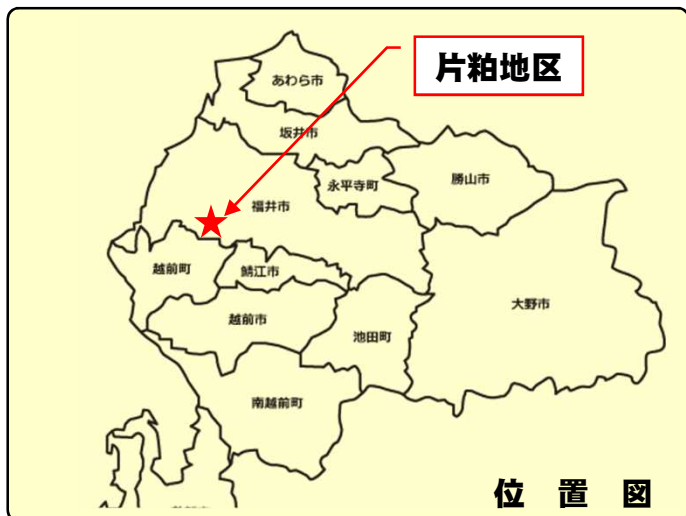 片粕地区
あわら市
坂井市
永平寺町
勝山市
福井市
越前町
鯖江市
大野市
越前市
池田町
南越前町
位置図